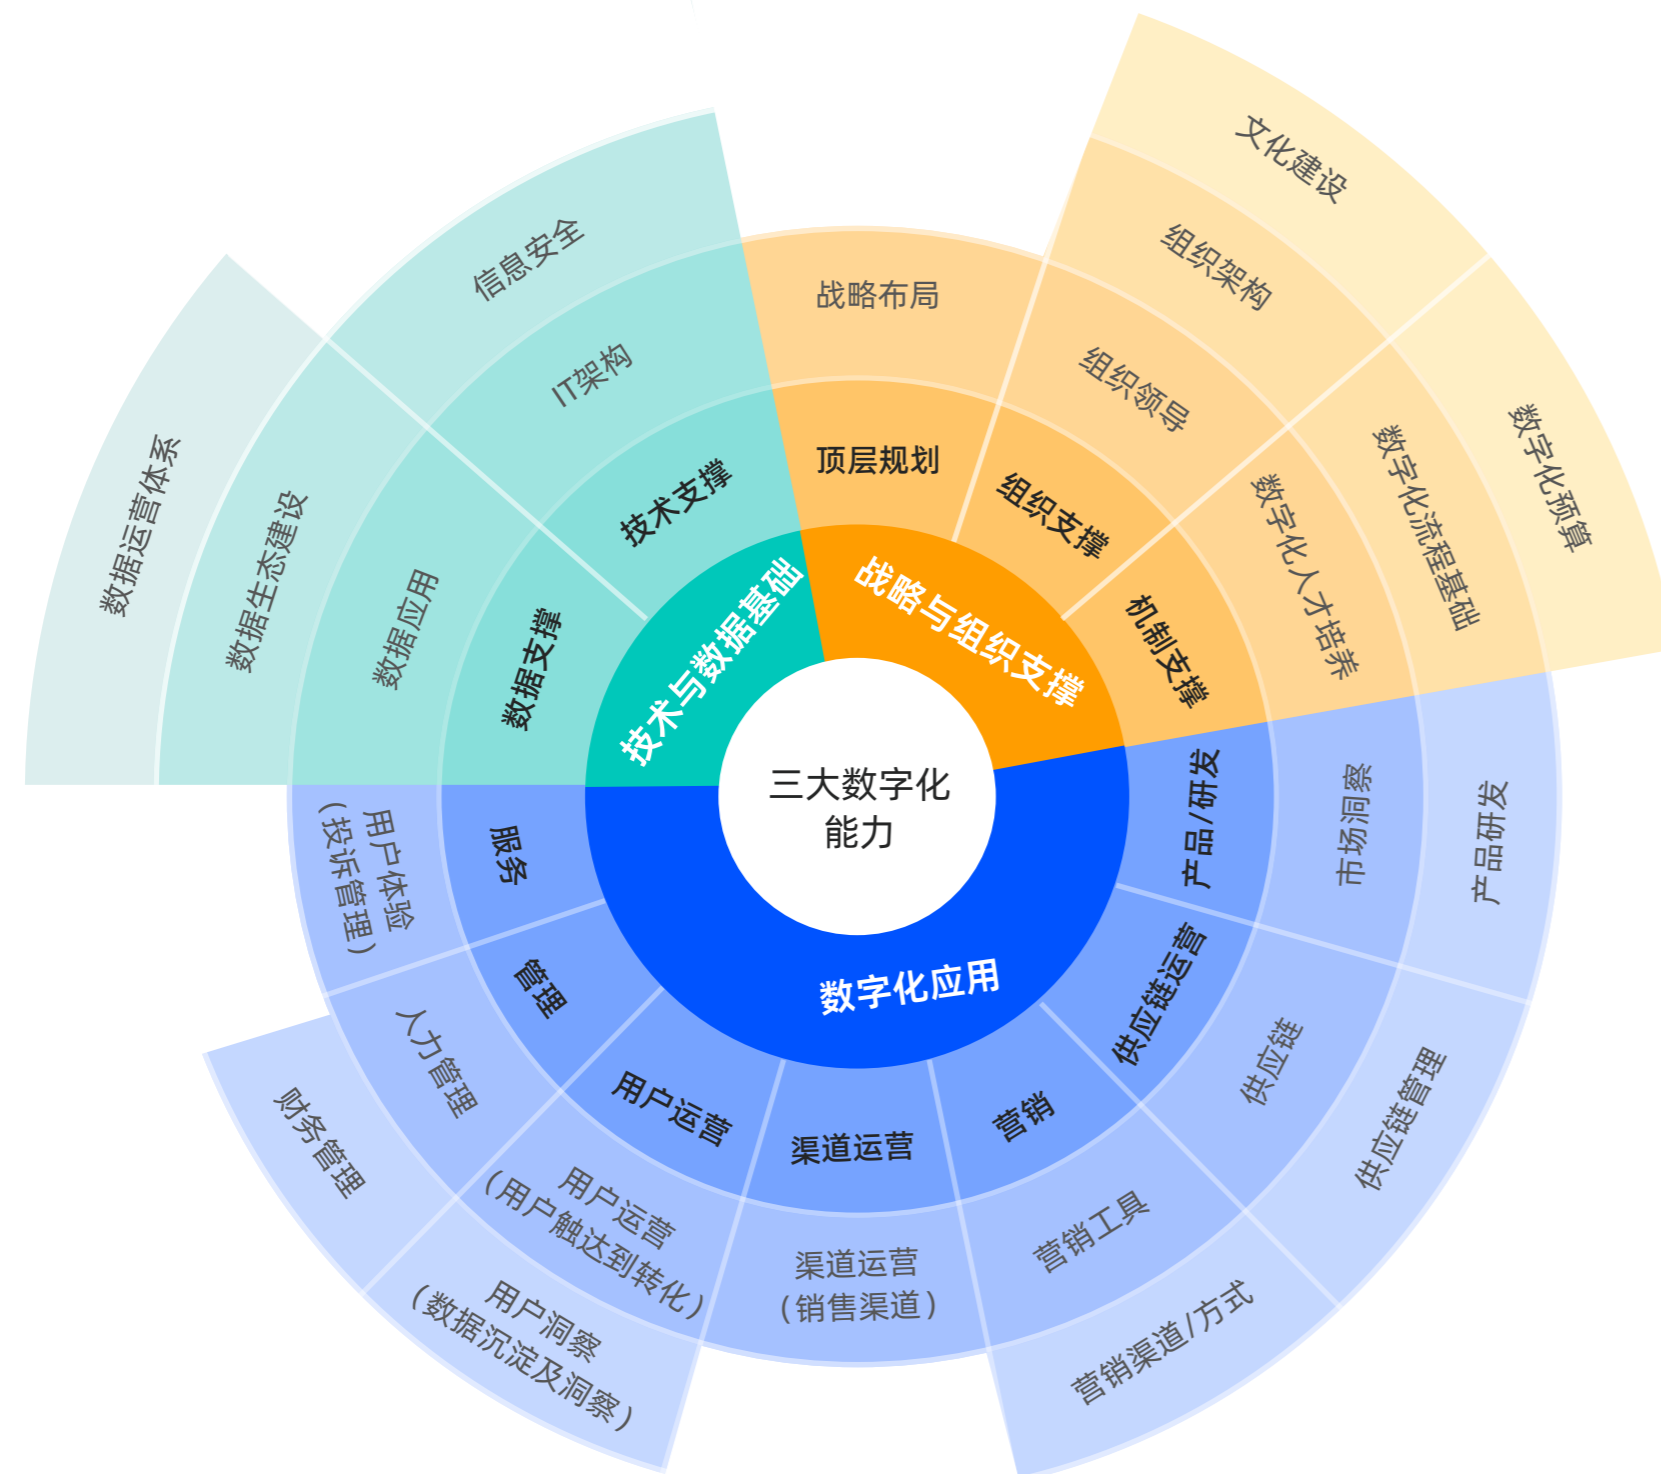 三大数字化
能力
战略与组织支撑
顶层规划
战略布局
组织支撑
组织领导
组织架构
文化建设
机制支撑
数字化人才培养
数字化流程基础
数字化预算
数字化应用
产品/研发
市场洞察
产品研发
供应链运营
供应链
供应链管理
营销
营销工具
营销渠道/方式
渠道运营
渠道运营
(销售渠道)
用户运营
用户运营
(用户触达到转化)
用户洞察
(数据沉淀及洞察)
管理
人力管理
财务管理
服务
用户体验
(投诉管理)
技术与数据基础
数据支撑
数据应用
数据生态建设
数据运营体系
技术支撑
IT架构
信息安全